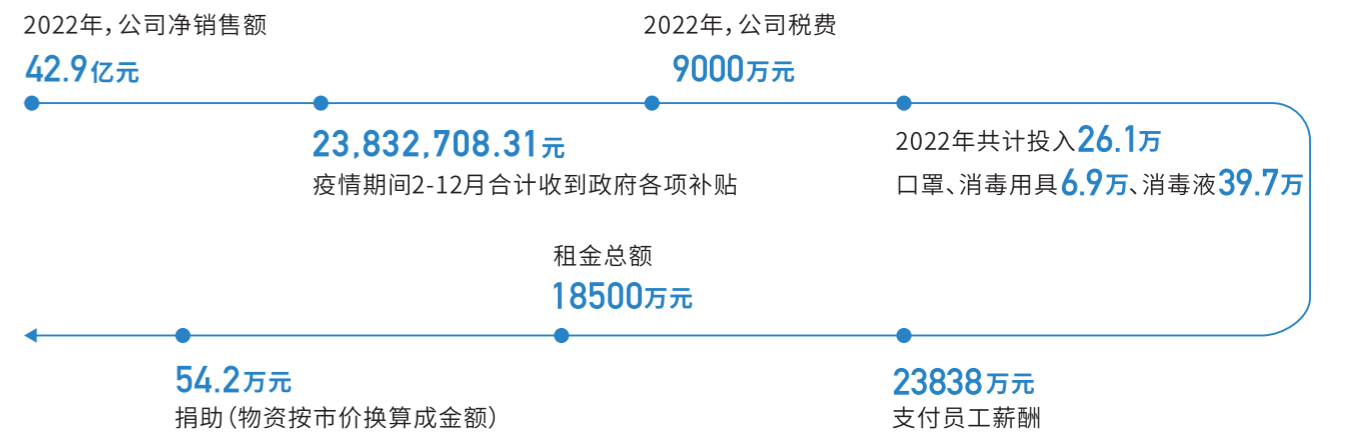 2022年，公司净销售额
42.9亿元
23,832,708.31元
疫情期间2-12月合计收到政府各项补贴
2022年，公司税费
9000万元
2022年共计投入26.1万
口罩、消毒用具6.9万、消毒液39.7万
23838万元
支付员工薪酬
租金总额
18500万元
54.2万元
捐助（物资按市价换算成金额）